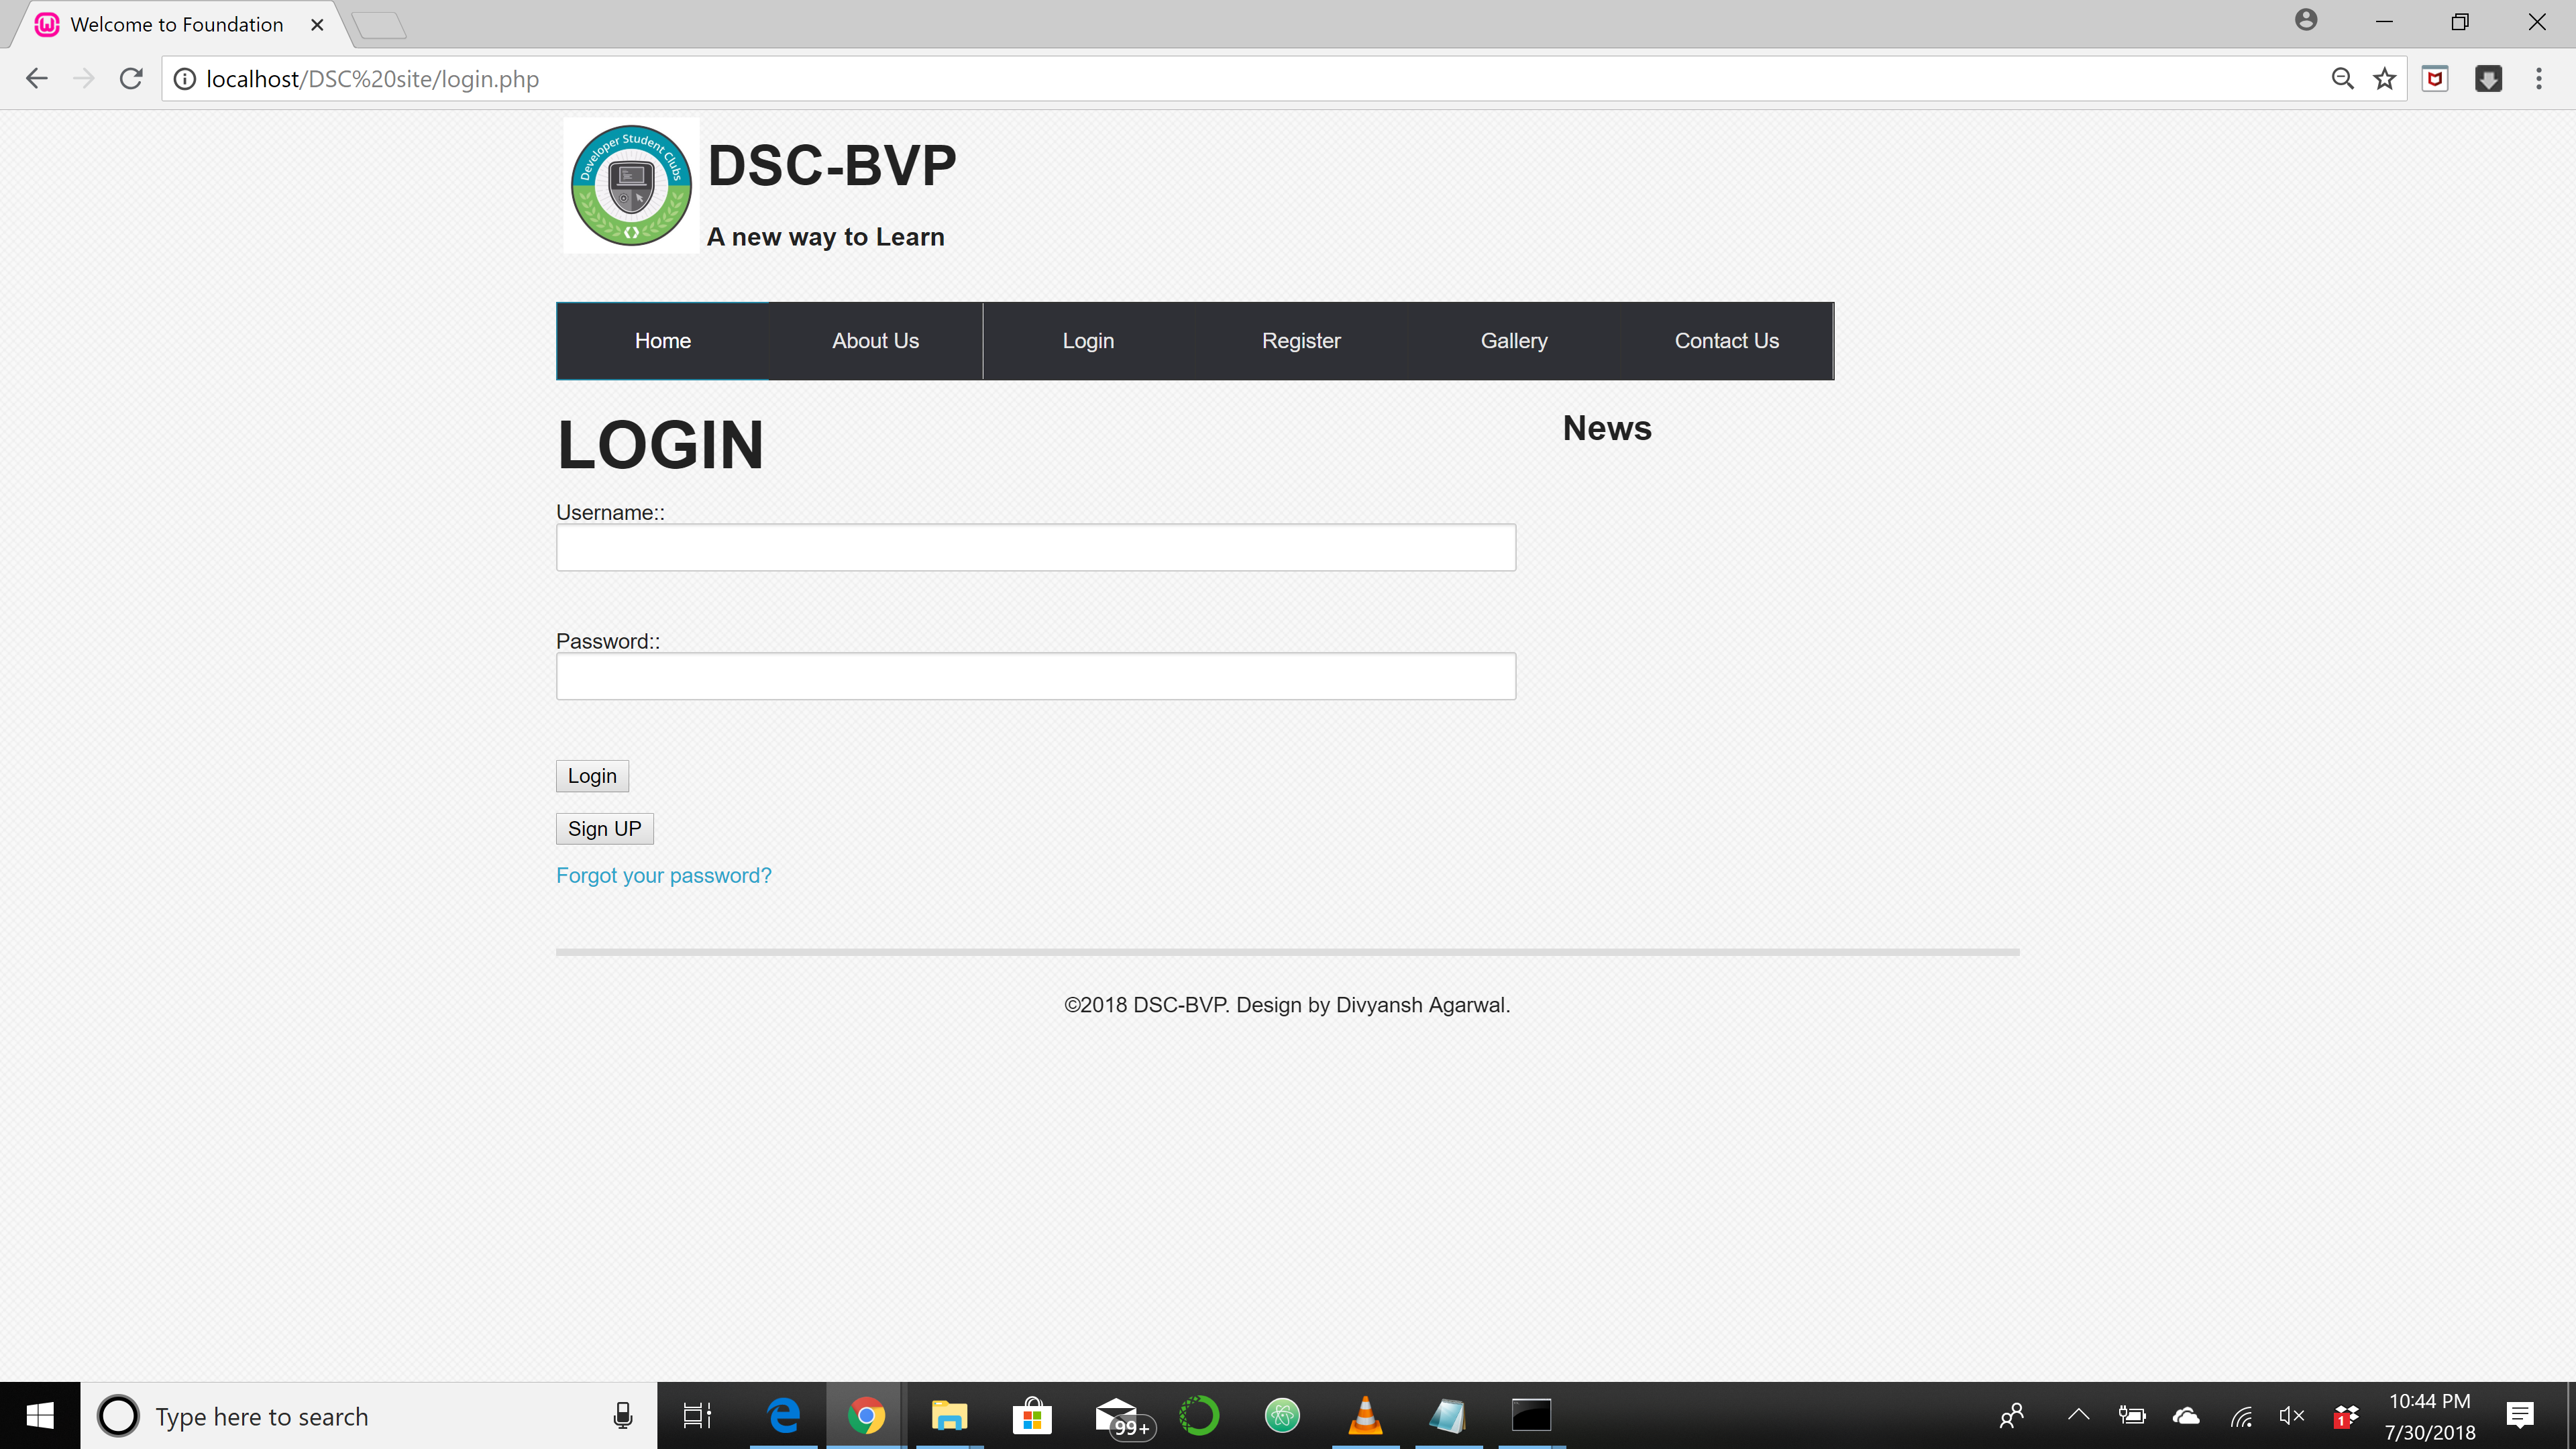 Welcome to Foundation
localhost/DSC%20site/login.php
Developer Student Clubs
DSC-BVP
A new way to Learn
Home About Us Login Register Gallery Contact Us
LOGIN
News
Username::
Password::
Login
Sign UP
Forgot your password?
©2018 DSC-BVP. Design by Divyansh Agarwal.
Type here to search
99+
1
10:44 PM
7/30/2018